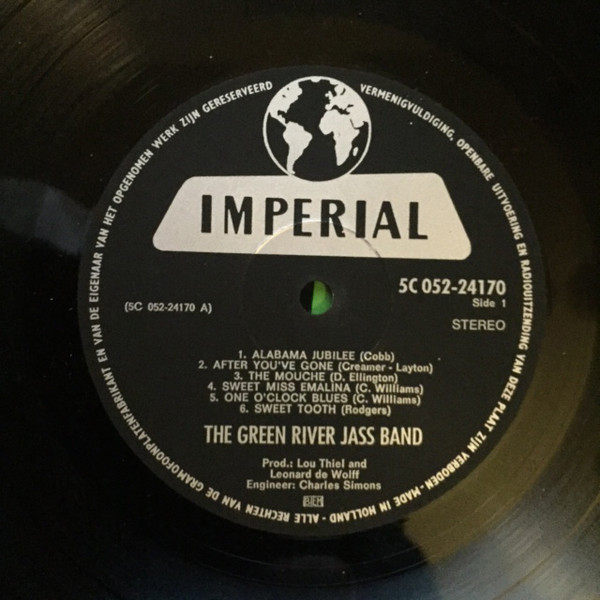 ALLE RECHTEN VAN DE GRAMOFOONPLATENFABRIKANT EN VAN DE EIGENAAR VAN HET OPGENOMEN WERK ZIJN GERESERVEERD
VERMENIGVULDIGING, OPENBARE UITVOERING EN RADIOUITZENDING VAN DEZE PLAAT ZIJN VERBODEN - MADE IN HOLLAND -
IMPERIAL
5C 052-24170
Side 1
(5C 052-24170 A)
STEREO
1. ALABAMA JUBILEE (Cobb)
2. AFTER YOU'VE GONE (Creamer - Layton)
3. THE MOUCHE (D. Ellington)
4. SWEET MISS EMALINA (C. Williams)
5. ONE O'CLOCK BLUES (C. Williams)
6. SWEET TOOTH (Rodgers)
THE GREEN RIVER JASS BAND
Prod.: Lou Thiel and
Leonard de Wolff
Engineer: Charles Simons
BIEM